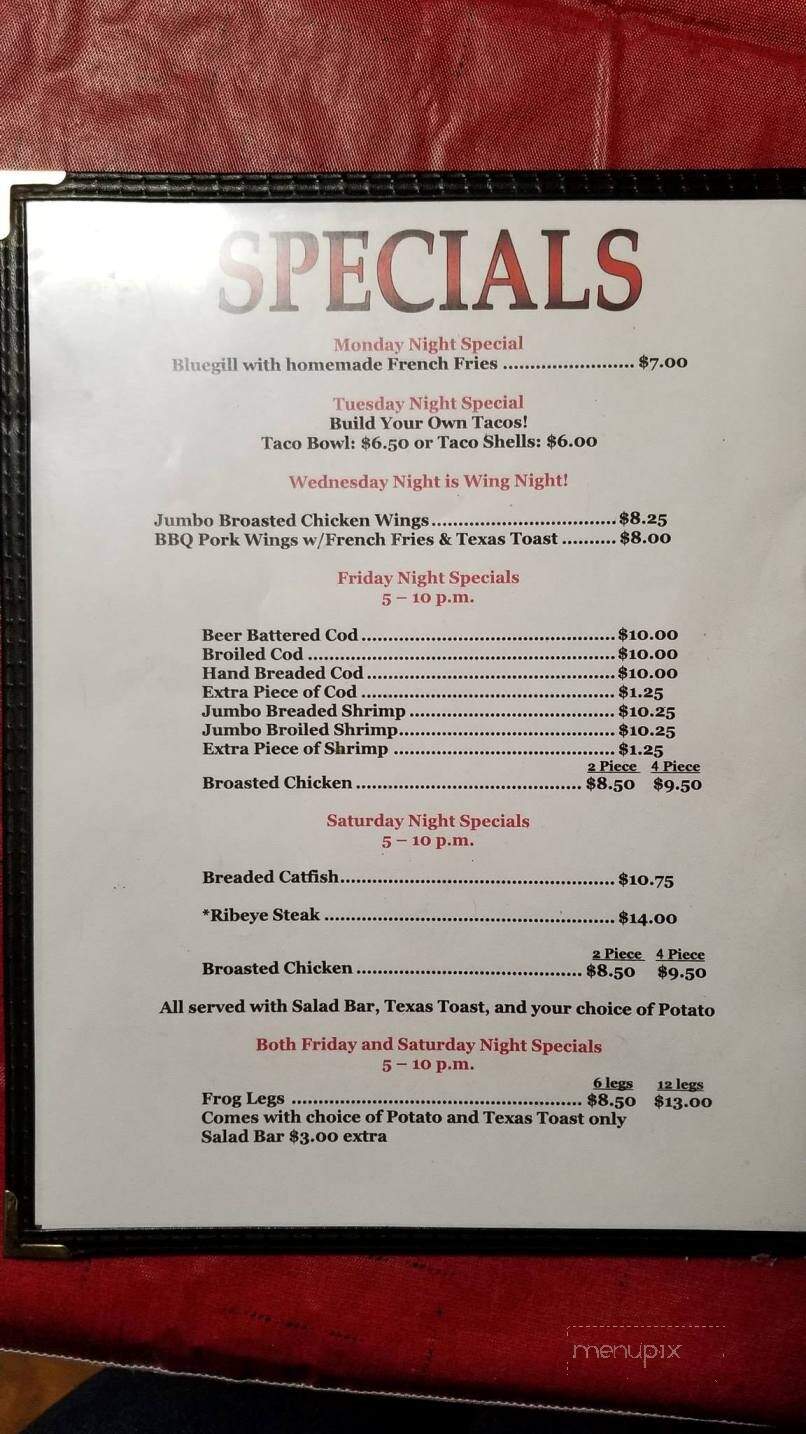 SPECIALS
Monday Night Special
Bluegill with homemade French Fries ........................ $7.00
Tuesday Night Special
Build Your Own Tacos!
Taco Bowl: $6.50 or Taco Shells: $6.00
Wednesday Night is Wing Night!
Jumbo Broasted Chicken Wings.................................. $8.25
BBQ Pork Wings w/French Fries & Texas Toast .......... $8.00
Friday Night Specials
5 – 10 p.m.
Beer Battered Cod ............................................... $10.00
Broiled Cod ......................................................... $10.00
Hand Breaded Cod .............................................. $10.00
Extra Piece of Cod ............................................... $1.25
Jumbo Breaded Shrimp ...................................... $10.25
Jumbo Broiled Shrimp........................................ $10.25
Extra Piece of Shrimp ......................................... $1.25
2 Piece 4 Piece
Broasted Chicken .......................................... $8.50 $9.50
Saturday Night Specials
5 – 10 p.m.
Breaded Catfish................................................... $10.75
*Ribeye Steak ...................................................... $14.00
2 Piece 4 Piece
Broasted Chicken .......................................... $8.50 $9.50
All served with Salad Bar, Texas Toast, and your choice of Potato
Both Friday and Saturday Night Specials
5 – 10 p.m.
6 legs 12 legs
Frog Legs ...................................................... $8.50 $13.00
Comes with choice of Potato and Texas Toast only
Salad Bar $3.00 extra
menupix